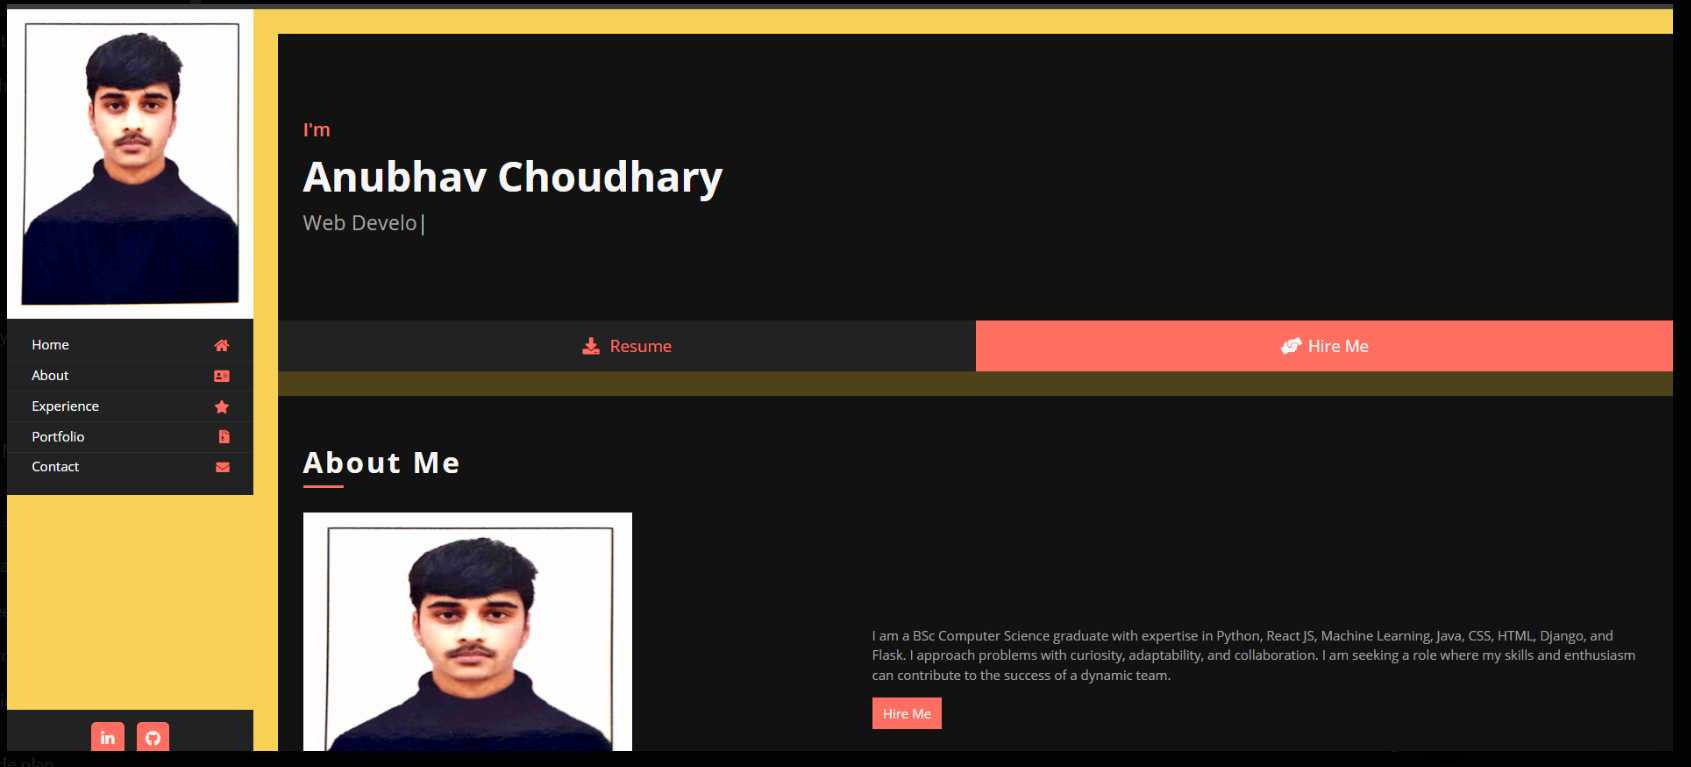 Home
About
Experience
Portfolio
Contact
in
I'm
Anubhav Choudhary
Web Develo|
Resume
Hire Me
About Me
I am a BSc Computer Science graduate with expertise in Python, React JS, Machine Learning, Java, CSS, HTML, Django, and
Flask. I approach problems with curiosity, adaptability, and collaboration. I am seeking a role where my skills and enthusiasm
can contribute to the success of a dynamic team.
Hire Me